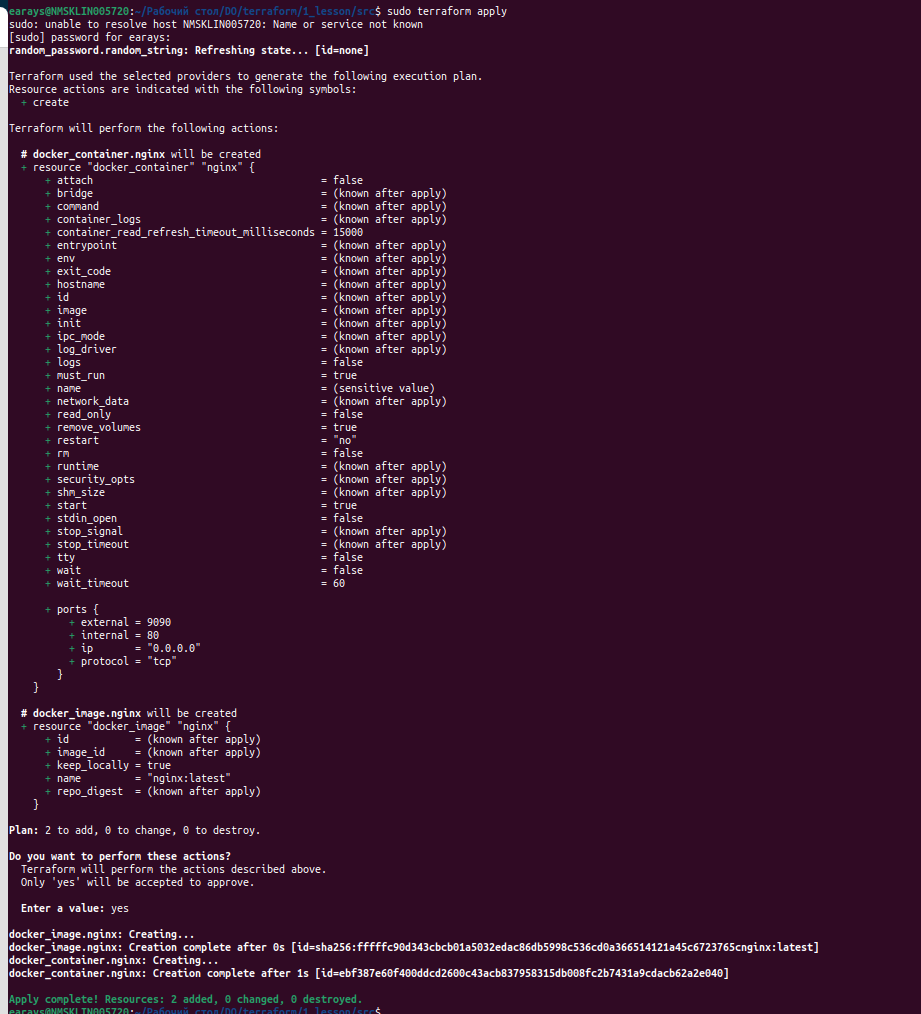 earays@NMSKLIN005720:~/Рабочий стол/DO/terraform/1_lesson/src$ sudo terraform apply
sudo: unable to resolve host NMSKLIN005720: Name or service not known
[sudo] password for earays:
random_password.random_string: Refreshing state... [id=none]
Terraform used the selected providers to generate the following execution plan.
Resource actions are indicated with the following symbols:
+ create
Terraform will perform the following actions:
# docker_container.nginx will be created
+ resource "docker_container" "nginx" {
+ attach = false
+ bridge = (known after apply)
+ command = (known after apply)
+ container_logs = (known after apply)
+ container_read_refresh_timeout_milliseconds = 15000
+ entrypoint = (known after apply)
+ env = (known after apply)
+ exit_code = (known after apply)
+ hostname = (known after apply)
+ id = (known after apply)
+ image = (known after apply)
+ init = (known after apply)
+ ipc_mode = (known after apply)
+ log_driver = (known after apply)
+ logs = false
+ must_run = true
+ name = (sensitive value)
+ network_data = (known after apply)
+ read_only = false
+ remove_volumes = true
+ restart = "no"
+ rm = false
+ runtime = (known after apply)
+ security_opts = (known after apply)
+ shm_size = (known after apply)
+ start = true
+ stdin_open = false
+ stop_signal = (known after apply)
+ stop_timeout = (known after apply)
+ tty = false
+ wait = false
+ wait_timeout = 60
+ ports {
+ external = 9090
+ internal = 80
+ ip = "0.0.0.0"
+ protocol = "tcp"
}
}
# docker_image.nginx will be created
+ resource "docker_image" "nginx" {
+ id = (known after apply)
+ image_id = (known after apply)
+ keep_locally = true
+ name = "nginx:latest"
+ repo_digest = (known after apply)
}
Plan: 2 to add, 0 to change, 0 to destroy.
Do you want to perform these actions?
Terraform will perform the actions described above.
Only 'yes' will be accepted to approve.
Enter a value: yes
docker_image.nginx: Creating...
docker_image.nginx: Creation complete after 0s [id=sha256:fffffc90d343cbcb01a5032edac86db5998c536cd0a366514121a45c6723765cnginx:latest]
docker_container.nginx: Creating...
docker_container.nginx: Creation complete after 1s [id=ebf387e60f400ddcd2600c43acb837958315db008fc2b7431a9cdacb62a2e040]
Apply complete! Resources: 2 added, 0 changed, 0 destroyed.
earays@NMSKLIN005720:~/Рабочий стол/DO/terraform/1_lesson/src$